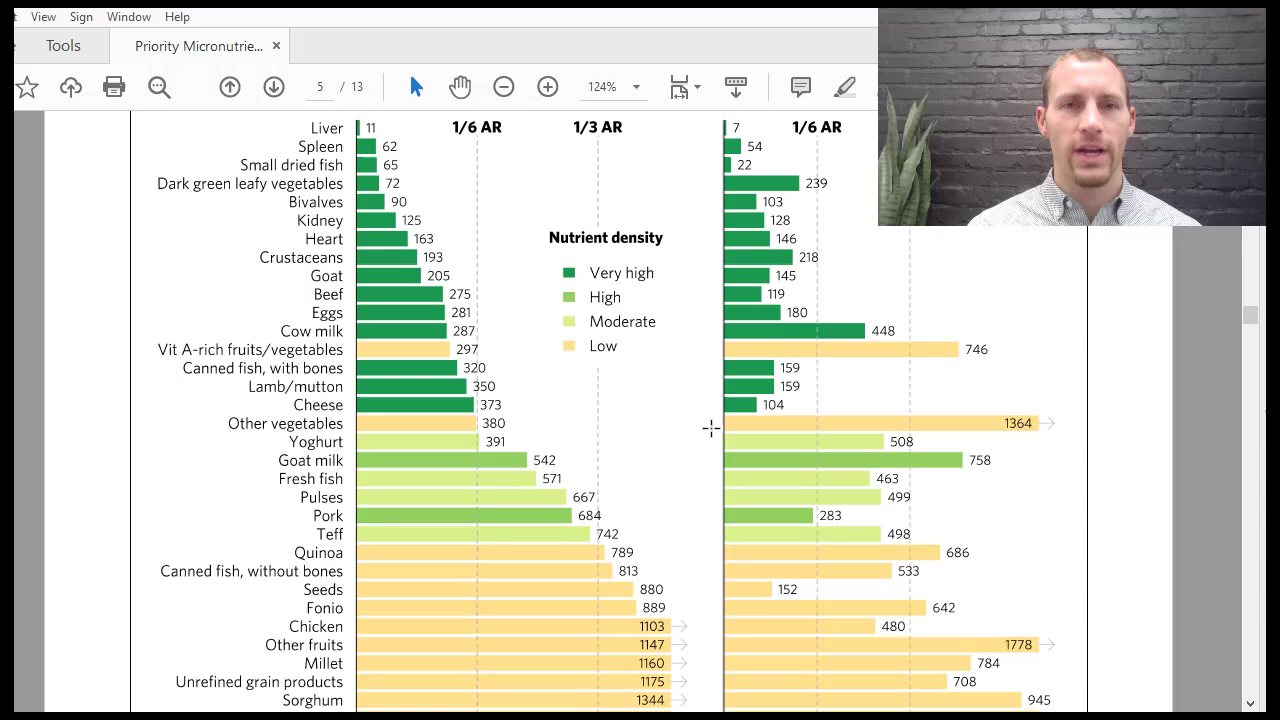 t View Sign Window Help
e Tools Priority Micronutrie... ×
5 / 13 124%
1/6 AR 1/3 AR 1/6 AR
Liver 11 7
Spleen 62 54
Small dried fish 65 22
Dark green leafy vegetables 72 239
Bivalves 90 103
Kidney 125 128
Heart 163 146
Crustaceans 193 218
Goat 205 145
Beef 275 119
Eggs 281 180
Cow milk 287 448
Vit A-rich fruits/vegetables 297 746
Canned fish, with bones 320 159
Lamb/mutton 350 159
Cheese 373 104
Other vegetables 380 1364
Yoghurt 391 508
Goat milk 542 758
Fresh fish 571 463
Pulses 667 499
Pork 684 283
Teff 742 498
Quinoa 789 686
Canned fish, without bones 813 533
Seeds 880 152
Fonio 889 642
Chicken 1103 480
Other fruits 1147 1778
Millet 1160 784
Unrefined grain products 1175 708
Sorghum 1344 945
Nutrient density
Very high
High
Moderate
Low